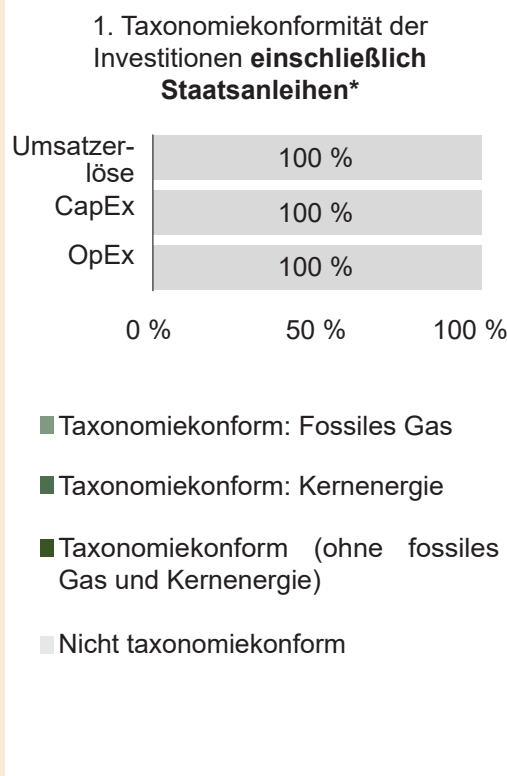 1. Taxonomiekonformität der
Investitionen einschließlich
Staatsanleihen*
Umsatzer-
löse
100 %
CapEx
100 %
OpEx
100 %
0 % 50 % 100 %
Taxonomiekonform: Fossiles Gas
Taxonomiekonform: Kernenergie
Taxonomiekonform (ohne fossiles
Gas und Kernenergie)
Nicht taxonomiekonform